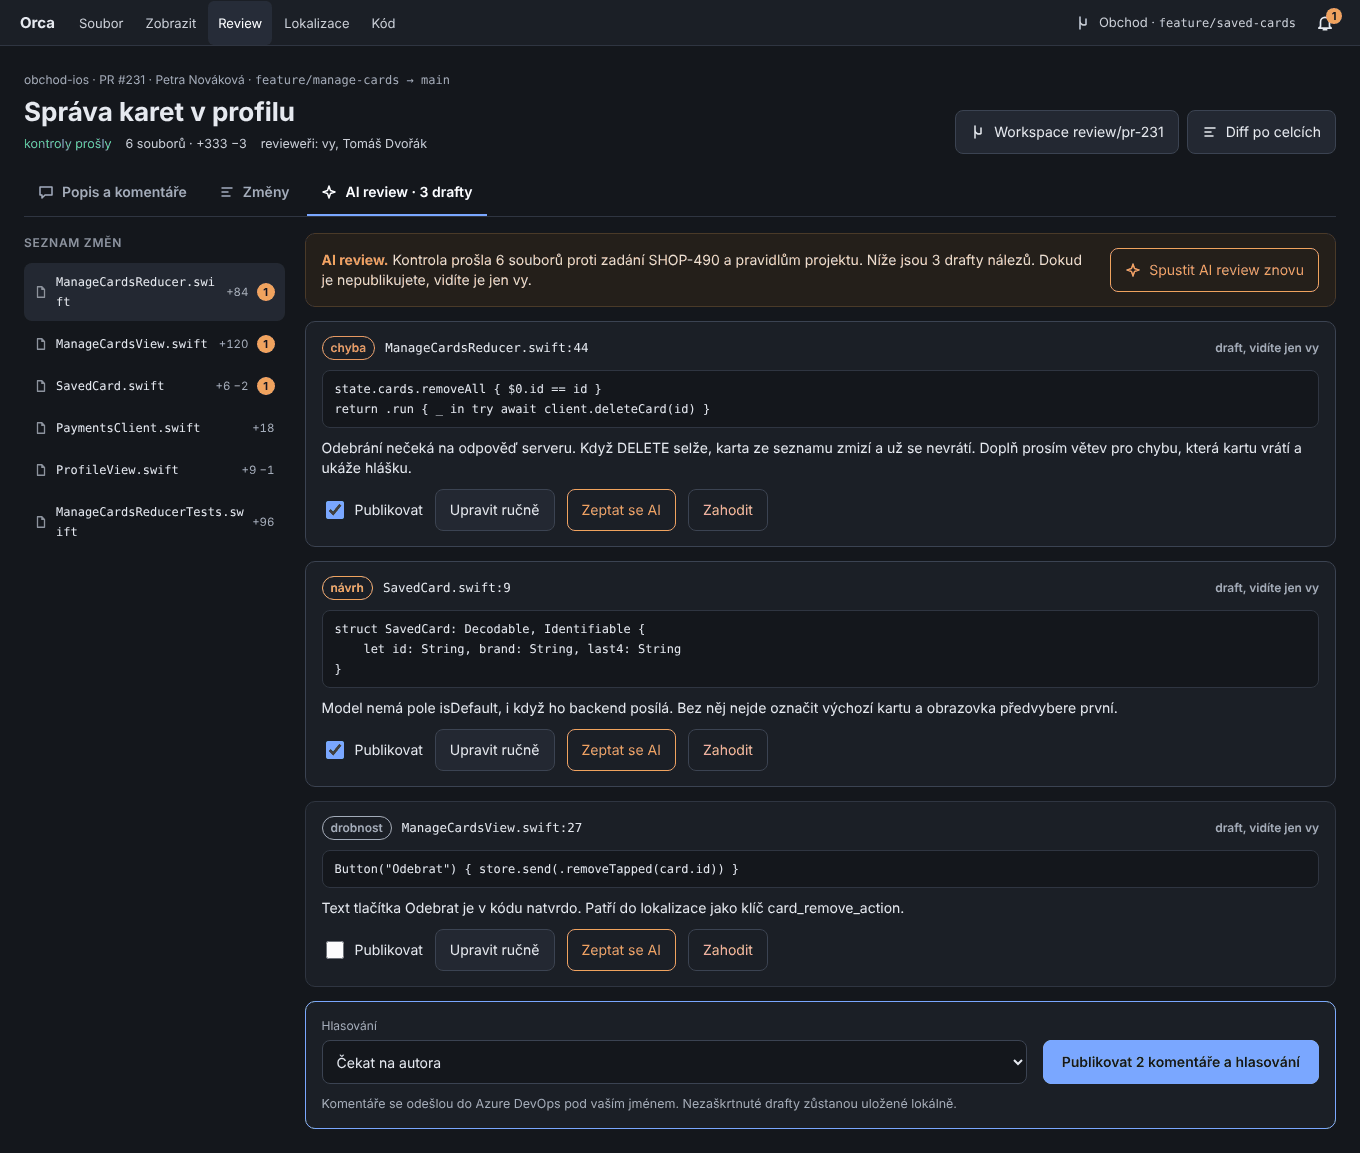 Orca Soubor Zobrazit Review Lokalizace Kód Obchod · feature/saved-cards 1
obchod-ios · PR #231 · Petra Nováková · feature/manage-cards → main
Správa karet v profilu
kontroly prošly 6 souborů · +333 −3 revieweři: vy, Tomáš Dvořák
Workspace review/pr-231 Diff po celcích
Popis a komentáře Změny AI review · 3 drafty
SEZNAM ZMĚN
ManageCardsReducer.swi
ft
+84 1
ManageCardsView.swift +120 1
SavedCard.swift +6 −2 1
PaymentsClient.swift +18
ProfileView.swift +9 −1
ManageCardsReducerTests.sw
ift
+96
AI review. Kontrola prošla 6 souborů proti zadání SHOP-490 a pravidlům projektu. Níže jsou 3 drafty nálezů. Dokud
je nepublikujete, vidíte je jen vy.
Spustit AI review znovu
chyba ManageCardsReducer.swift:44 draft, vidíte jen vy
state.cards.removeAll { $0.id == id }
return .run { _ in try await client.deleteCard(id) }
Odebrání nečeká na odpověď serveru. Když DELETE selže, karta ze seznamu zmizí a už se nevrátí. Doplň prosím větev pro chybu, která kartu vrátí a
ukáže hlášku.
Publikovat Upravit ručně Zeptat se AI Zahodit
návrh SavedCard.swift:9 draft, vidíte jen vy
struct SavedCard: Decodable, Identifiable {
    let id: String, brand: String, last4: String
}
Model nemá pole isDefault, i když ho backend posílá. Bez něj nejde označit výchozí kartu a obrazovka předvybere první.
Publikovat Upravit ručně Zeptat se AI Zahodit
drobnost ManageCardsView.swift:27 draft, vidíte jen vy
Button("Odebrat") { store.send(.removeTapped(card.id)) }
Text tlačítka Odebrat je v kódu natvrdo. Patří do lokalizace jako klíč card_remove_action.
Publikovat Upravit ručně Zeptat se AI Zahodit
Hlasování
Čekat na autora Publikovat 2 komentáře a hlasování
Komentáře se odešlou do Azure DevOps pod vaším jménem. Nezaškrtnuté drafty zůstanou uložené lokálně.